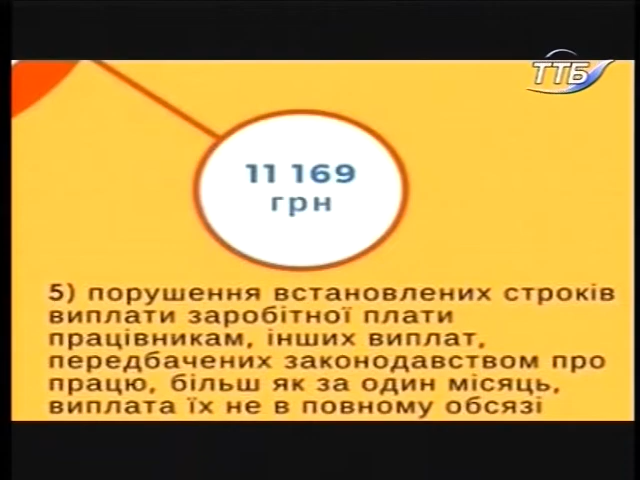 ТТБ
11 169
грн
5) порушення встановлених строків
виплати заробітної плати
працівникам, інших виплат,
передбачених законодавством про
працю, більш як за один місяць,
виплата їх не в повному обсязі